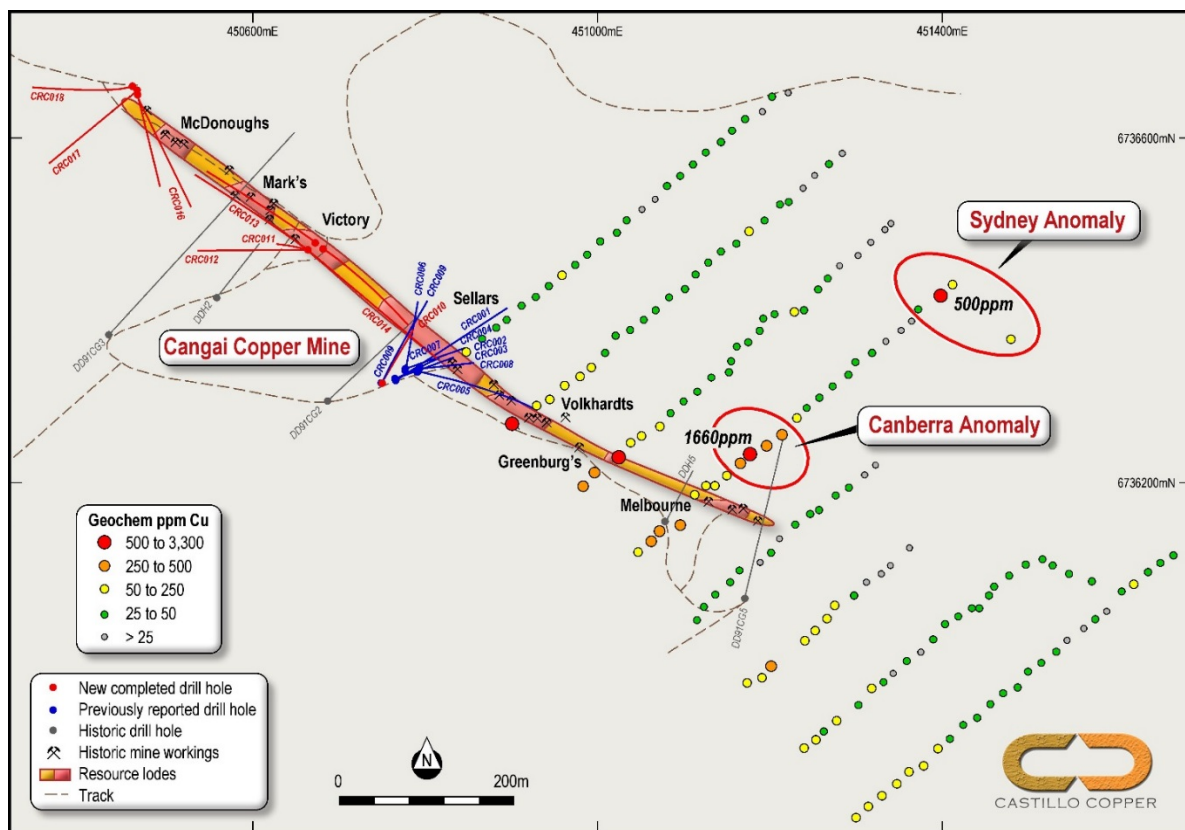 450600mE
451000mE
451400mE
6736600mN
6736200mN
CRC018
CRC017
CRC016
McDonoughs
Mark's
CRC013
Victory
CRC011
CRC012
DDH2
DD91CG3
Cangai Copper Mine
CRC014
CRC010
CRC006
CRC009
Sellars
CRC001
CRC004
CRC002
CRC003
CRC008
CRC007
CRC009
CRC005
DD91CG2
Volkhardts
Greenburg's
Melbourne
DDH5
DD91CG5
Sydney Anomaly
500ppm
1660ppm
Canberra Anomaly
Geochem ppm Cu
500 to 3,300
250 to 500
50 to 250
25 to 50
> 25
New completed drill hole
Previously reported drill hole
Historic drill hole
Historic mine workings
Resource lodes
Track
N
0
200m
CASTILLO COPPER